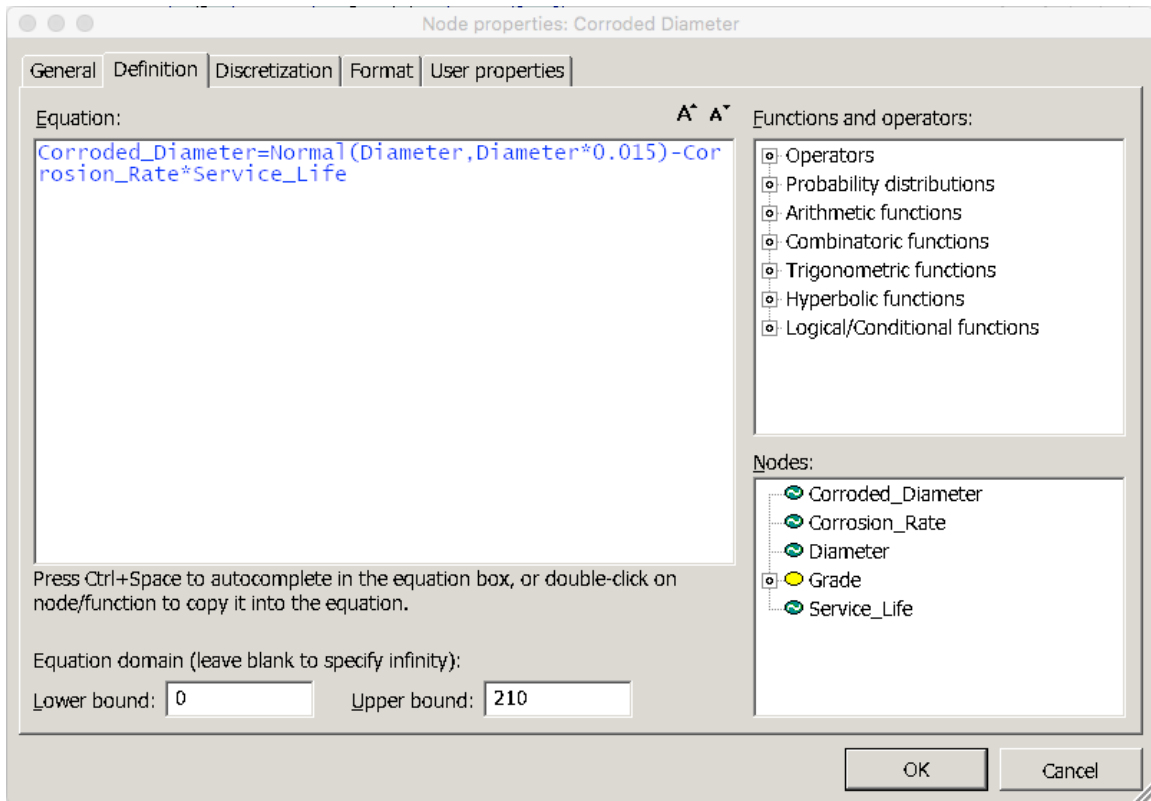 Node properties: Corroded Diameter
General Definition Discretization Format User properties
Equation:
A A
Corroded_Diameter=Normal(Diameter,Diameter*0.015)-Cor
rosion_Rate*Service_Life
Press Ctrl+Space to autocomplete in the equation box, or double-click on
node/function to copy it into the equation.
Equation domain (leave blank to specify infinity):
Lower bound: 0 Upper bound: 210
Functions and operators:
Operators
Probability distributions
Arithmetic functions
Combinatoric functions
Trigonometric functions
Hyperbolic functions
Logical/Conditional functions
Nodes:
Corroded_Diameter
Corrosion_Rate
Diameter
Grade
Service_Life
OK Cancel